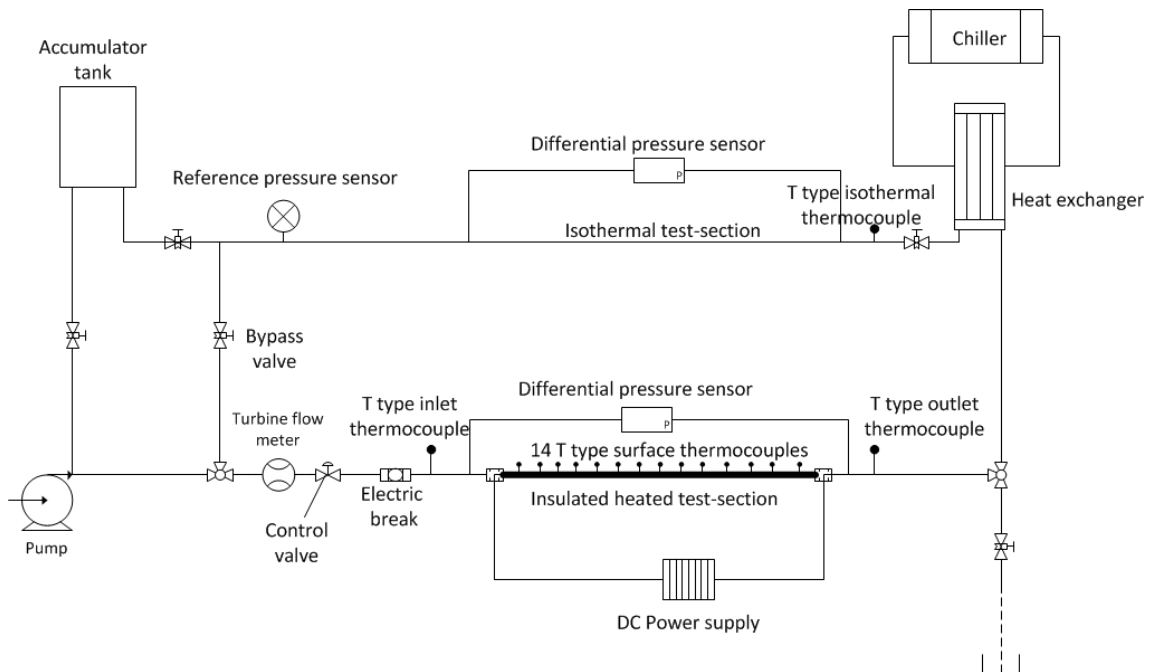 Chiller
Accumulator
tank
Differential pressure sensor
P
Reference pressure sensor
T type isothermal
thermocouple
Heat exchanger
Isothermal test-section
Bypass
valve
Differential pressure sensor
P
T type inlet
thermocouple
T type outlet
thermocouple
Turbine flow
meter
14 T type surface thermocouples
Insulated heated test-section
Electric
break
Control
valve
Pump
DC Power supply